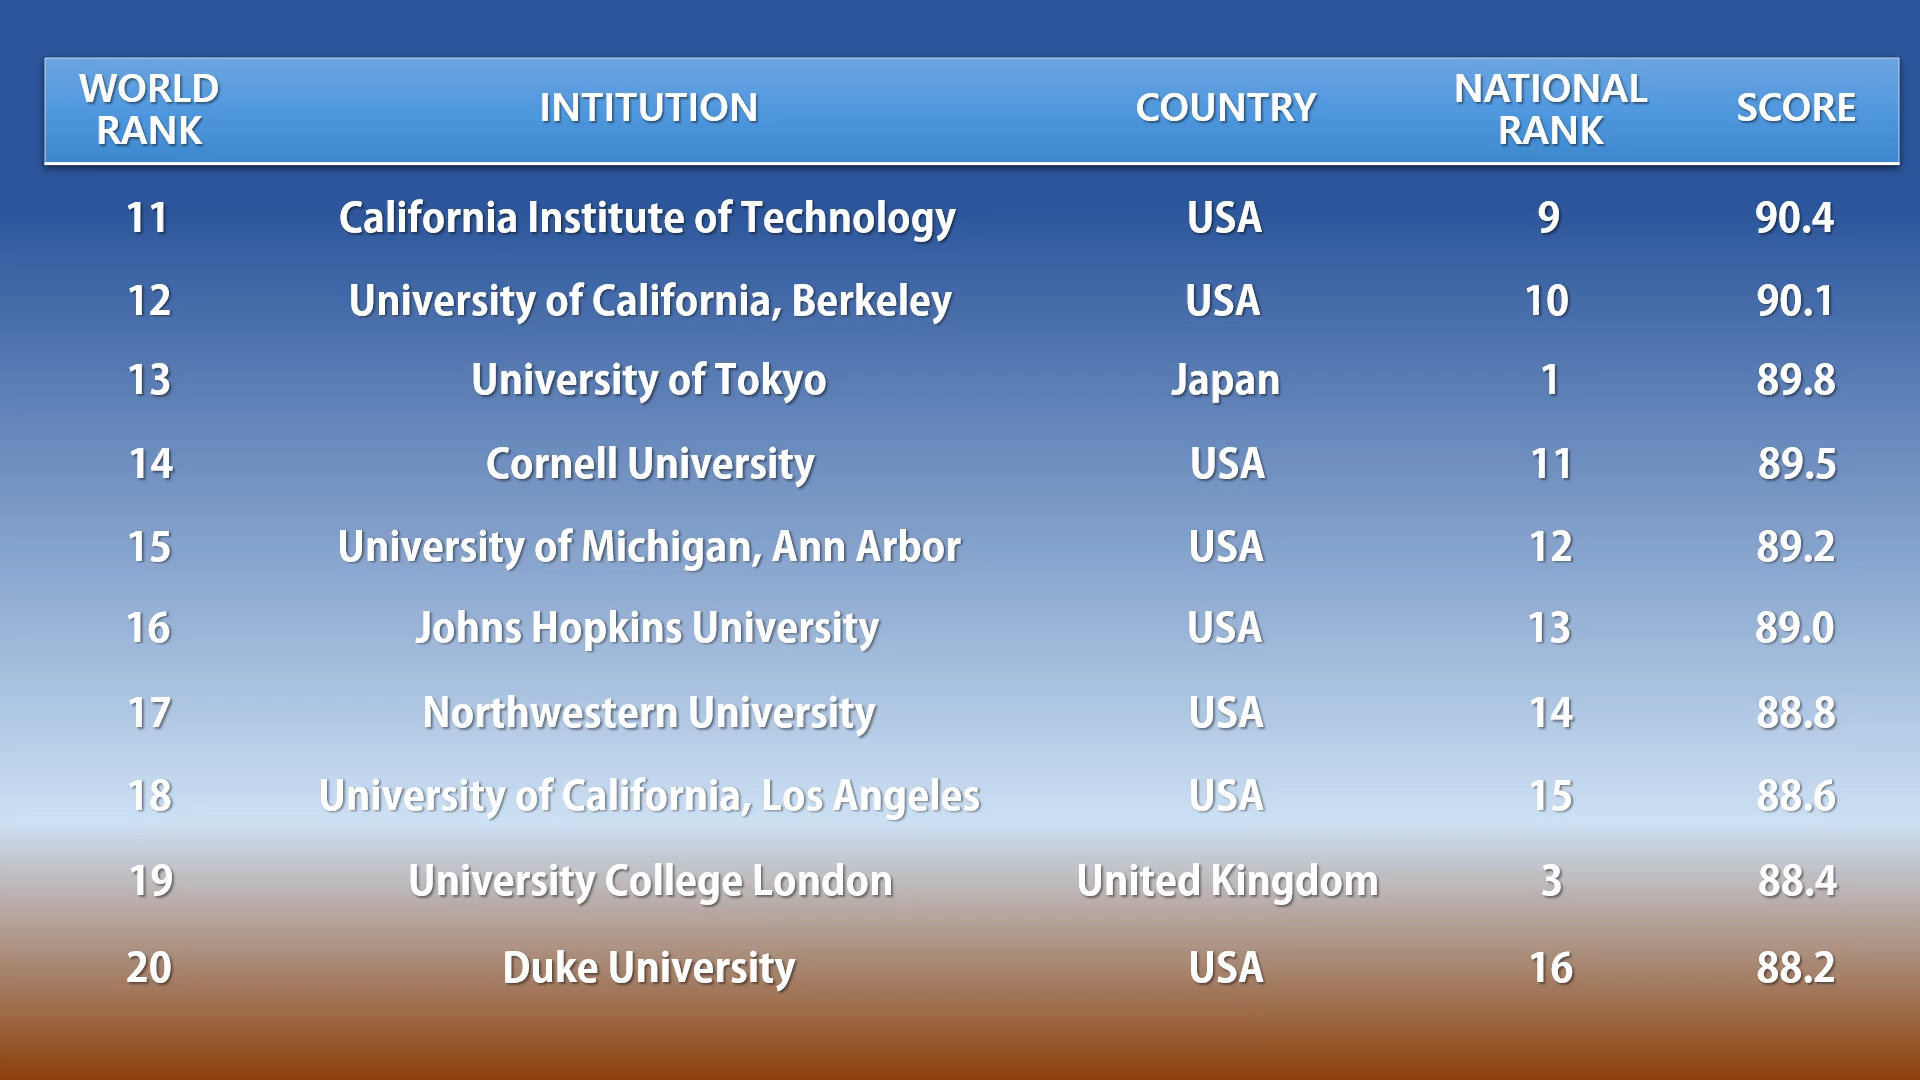 WORLD RANK INTITUTION COUNTRY NATIONAL RANK SCORE
11 California Institute of Technology USA 9 90.4
12 University of California, Berkeley USA 10 90.1
13 University of Tokyo Japan 1 89.8
14 Cornell University USA 11 89.5
15 University of Michigan, Ann Arbor USA 12 89.2
16 Johns Hopkins University USA 13 89.0
17 Northwestern University USA 14 88.8
18 University of California, Los Angeles USA 15 88.6
19 University College London United Kingdom 3 88.4
20 Duke University USA 16 88.2